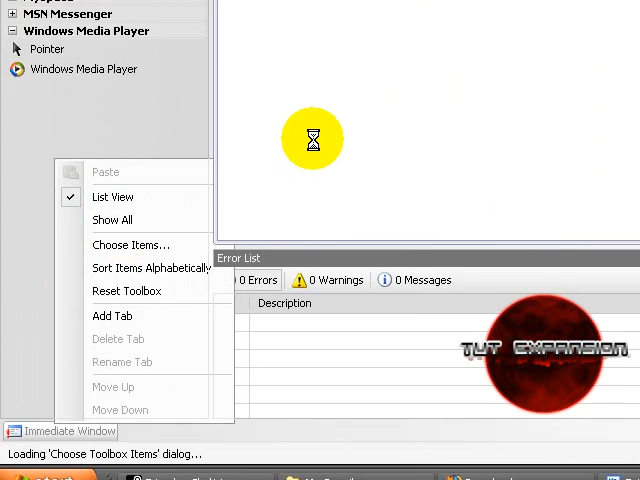 MSN Messenger
Windows Media Player
Pointer
Windows Media Player
Paste
List View
Show All
Choose Items...
Sort Items Alphabetically
Reset Toolbox
Add Tab
Delete Tab
Rename Tab
Move Up
Move Down
Error List
0 Errors
0 Warnings
0 Messages
Description
TUT EXPANSION
Immediate Window
Loading 'Choose Toolbox Items' dialog...
start